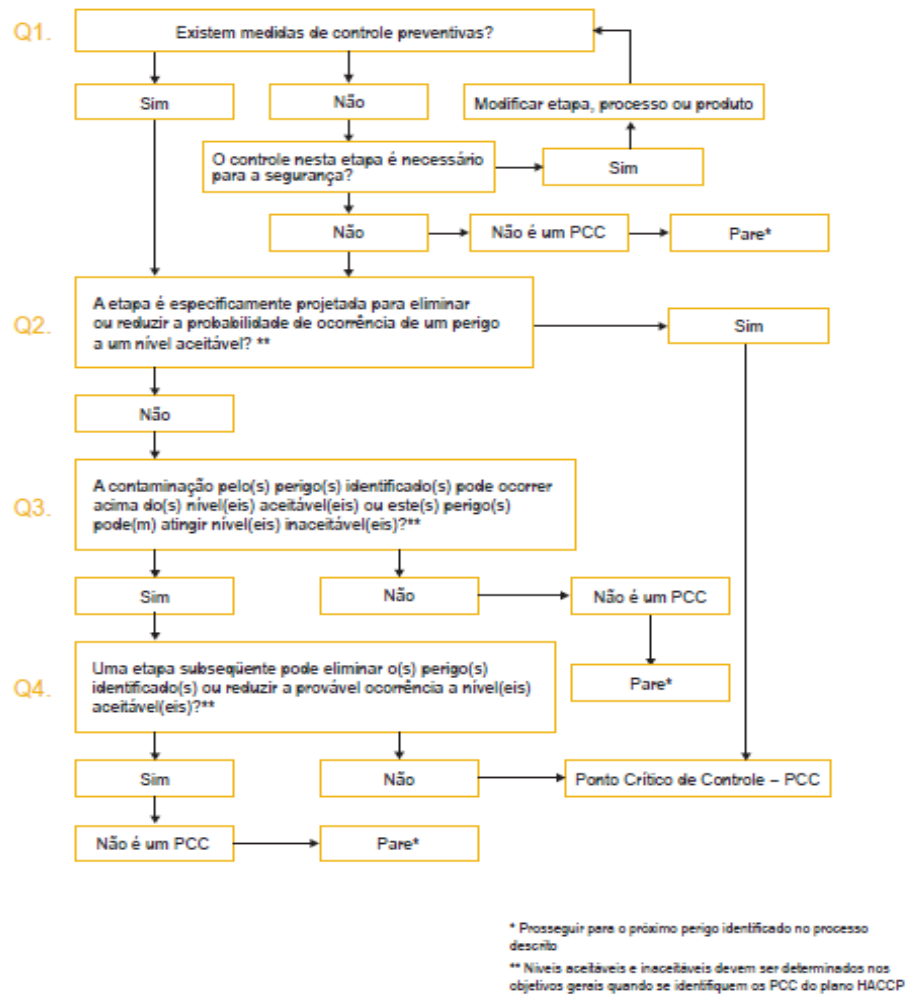 Q1.
Existem medidas de controle preventivas?
Sim
Não
Modificar etapa, processo ou produto
O controle nesta etapa é necessário
para a segurança?
Sim
Não
Não é um PCC
Pare*
Q2.
A etapa é especificamente projetada para eliminar
ou reduzir a probabilidade de ocorrência de um perigo
a um nível aceitável? **
Sim
Não
Q3.
A contaminação pelo(s) perigo(s) identificado(s) pode ocorrer
acima do(s) nível(eis) aceitável(eis) ou este(s) perigo(s)
pode(m) atingir nível(eis) inaceitável(eis)?**
Sim
Não
Não é um PCC
Pare*
Q4.
Uma etapa subseqüente pode eliminar o(s) perigo(s)
identificado(s) ou reduzir a provável ocorrência a nível(eis)
aceitável(eis)?**
Sim
Não
Ponto Crítico de Controle – PCC
Não é um PCC
Pare*
* Prosseguir para o próximo perigo identificado no processo
descrito
** Níveis aceitáveis e inaceitáveis devem ser determinados nos
objetivos gerais quando se identifiquem os PCC do plano HACCP